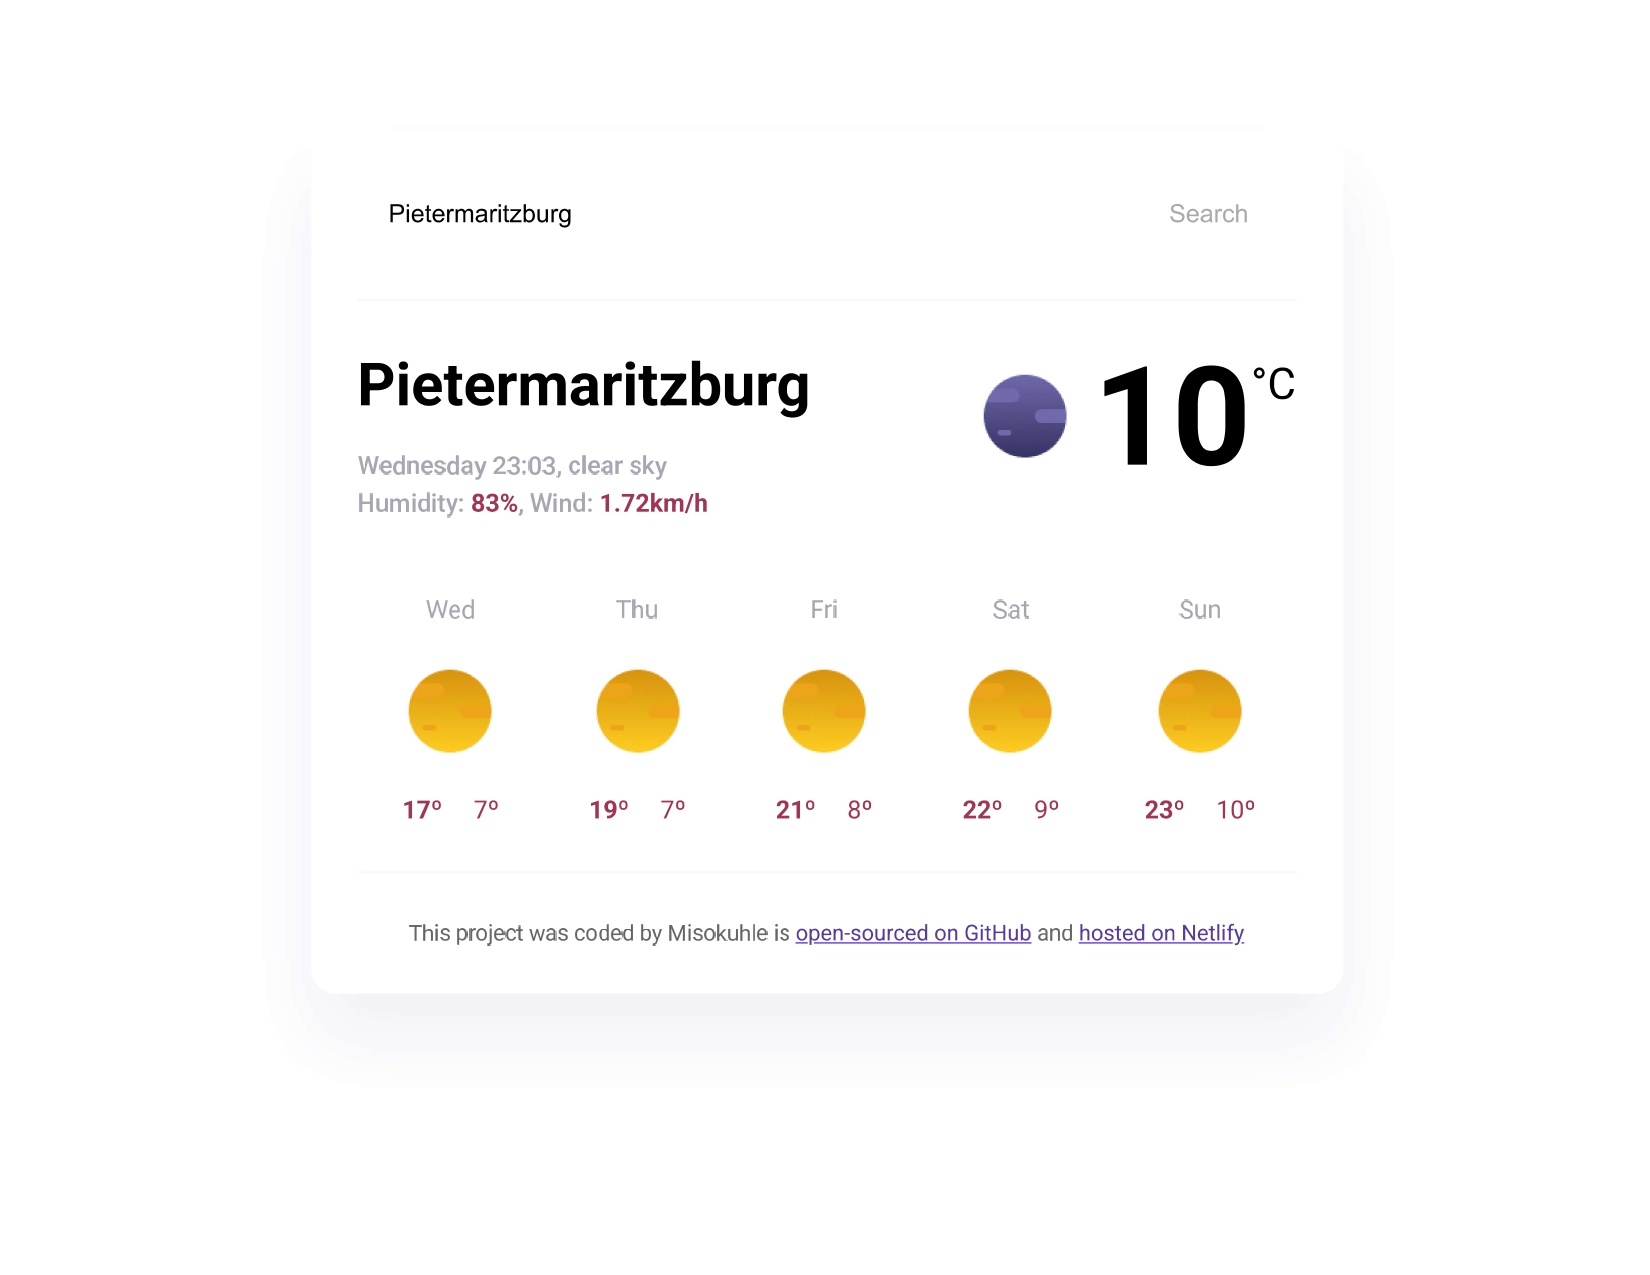 Pietermaritzburg Search
Pietermaritzburg
10 °C
Wednesday 23:03, clear sky
Humidity: 83%, Wind: 1.72km/h
Wed Thu Fri Sat Sun
17º 7º 19º 7º 21º 8º 22º 9º 23º 10º
This project was coded by Misokuhle is open-sourced on GitHub and hosted on Netlify